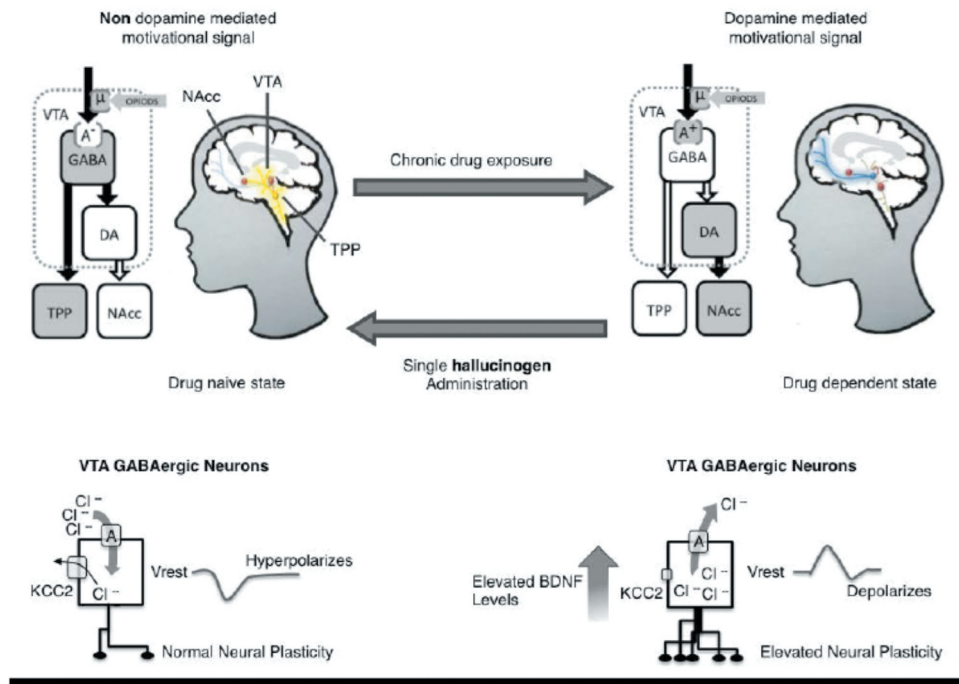 Non dopamine mediated
motivational signal
VTA
µ
OPIODS
A-
GABA
DA
TPP
NAcc
NAcc
VTA
TPP
Drug naive state
Chronic drug exposure
Single hallucinogen
Administration
Dopamine mediated
motivational signal
VTA
µ
OPIODS
A+
GABA
DA
TPP
NAcc
Drug dependent state
VTA GABAergic Neurons
Cl –
Cl –
Cl –
A
KCC2
Cl –
Vrest
Hyperpolarizes
Normal Neural Plasticity
Elevated BDNF
Levels
VTA GABAergic Neurons
Cl –
A
KCC2
Cl –
Cl – Cl –
Vrest
Depolarizes
Elevated Neural Plasticity